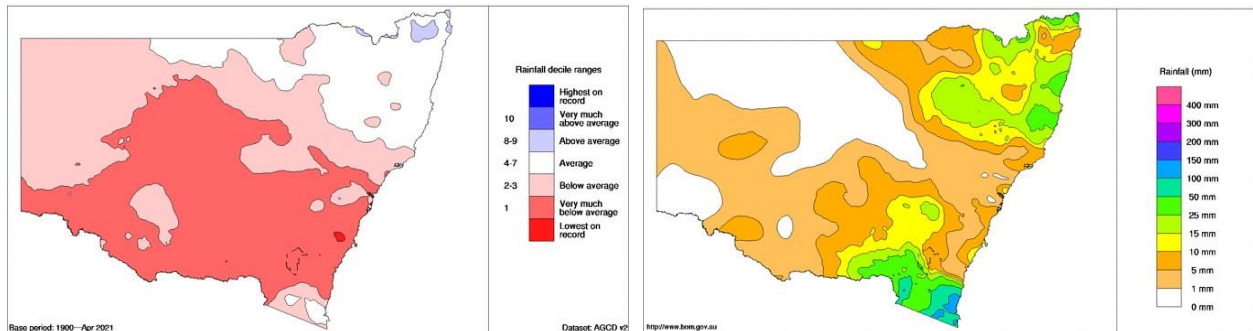 Rainfall decile ranges
Highest on
record
10
Very much
above average
8-9
Above average
4-7
Average
2-3
Below average
1
Very much
below average
Lowest on
record
Base period: 1900—Apr 2021
Dataset: AGCD v2
Rainfall (mm)
400 mm
300 mm
200 mm
150 mm
100 mm
50 mm
25 mm
15 mm
10 mm
5 mm
1 mm
0 mm
http://www.bom.gov.au